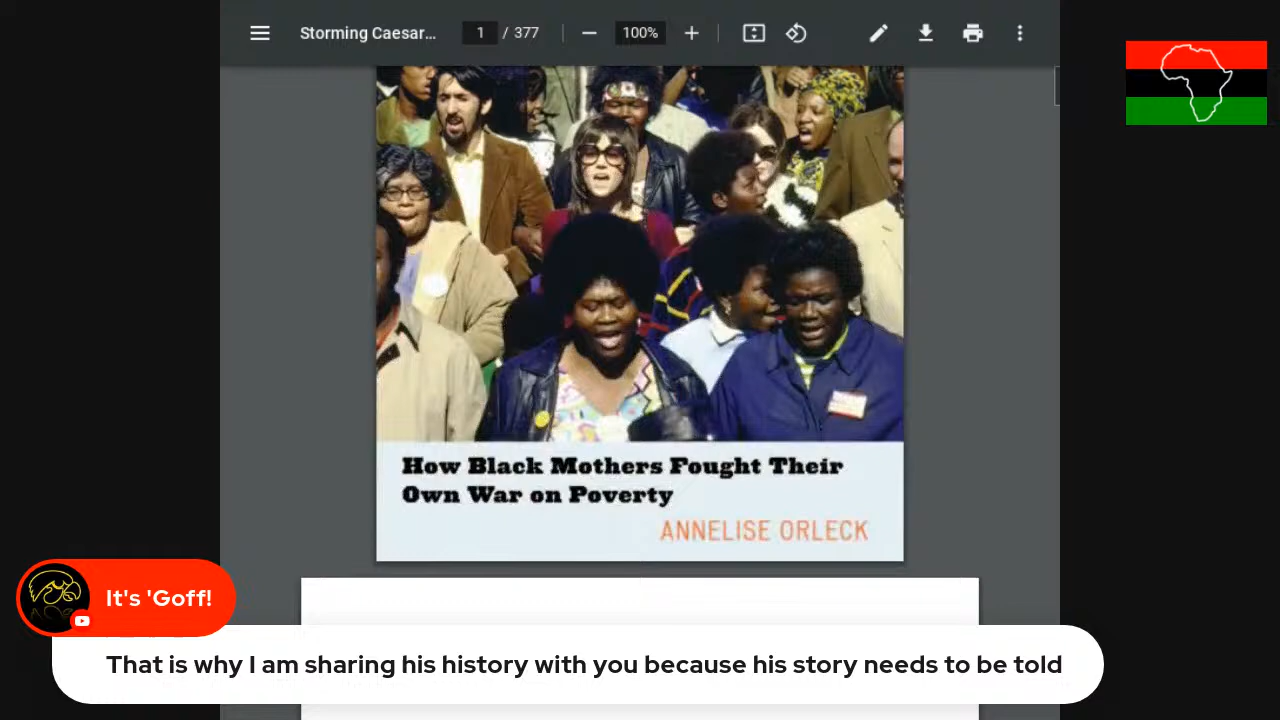 Storming Caesar... 1 / 377 100%
How Black Mothers Fought Their
Own War on Poverty
ANNELISE ORLECK
It's 'Goff!
That is why I am sharing his history with you because his story needs to be told